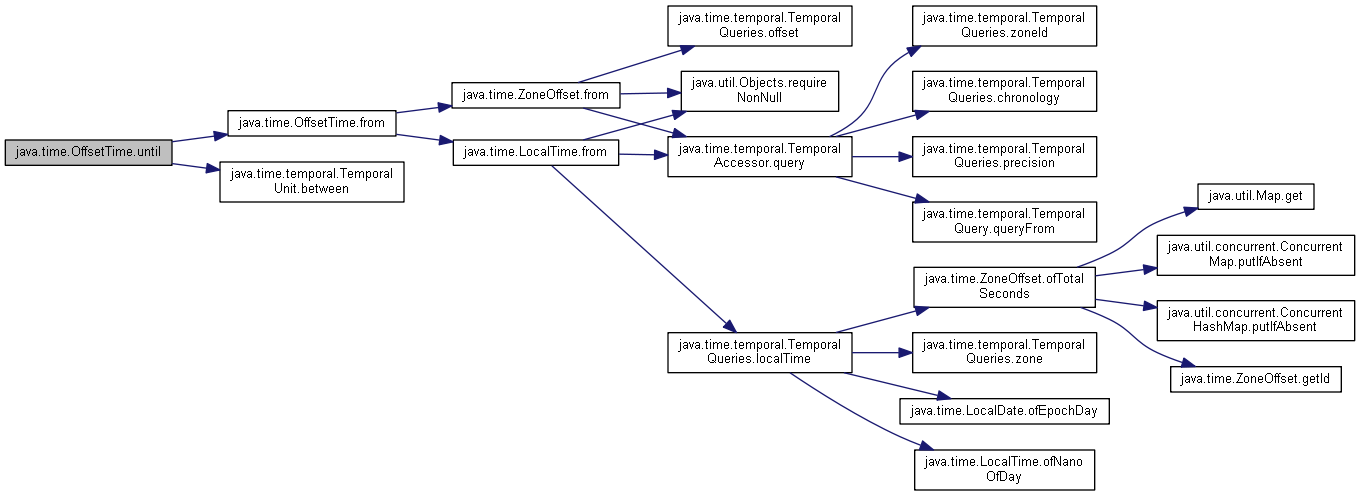 java.time.OffsetTime.until
java.time.OffsetTime.from
java.time.temporal.Temporal
Unit.between
java.time.ZoneOffset.from
java.time.LocalTime.from
java.time.temporal.Temporal
Queries.offset
java.util.Objects.require
NonNull
java.time.temporal.Temporal
Accessor.query
java.time.temporal.Temporal
Queries.localTime
java.time.temporal.Temporal
Queries.zoneId
java.time.temporal.Temporal
Queries.chronology
java.time.temporal.Temporal
Queries.precision
java.time.temporal.Temporal
Query.queryFrom
java.time.ZoneOffset.ofTotal
Seconds
java.time.temporal.Temporal
Queries.zone
java.time.LocalDate.ofEpochDay
java.time.LocalTime.ofNano
OfDay
java.util.Map.get
java.util.concurrent.Concurrent
Map.putIfAbsent
java.util.concurrent.Concurrent
HashMap.putIfAbsent
java.time.ZoneOffset.getId